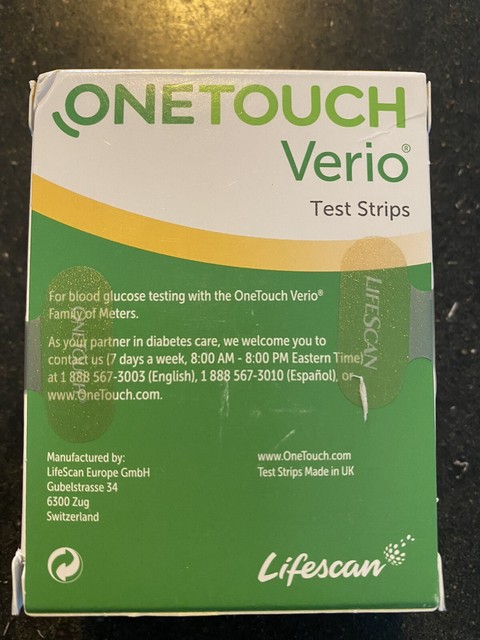 ONETOUCH
Verio®
Test Strips
For blood glucose testing with the OneTouch Verio®
Family of Meters.
As your partner in diabetes care, we welcome you to
contact us (7 days a week, 8:00 AM - 8:00 PM Eastern Time)
at 1 888 567-3003 (English), 1 888 567-3010 (Español), or
www.OneTouch.com.
ONETOUCH
LIFESCAN
Manufactured by:
LifeScan Europe GmbH
Gubelstrasse 34
6300 Zug
Switzerland
www.OneTouch.com
Test Strips Made in UK
Lifescan